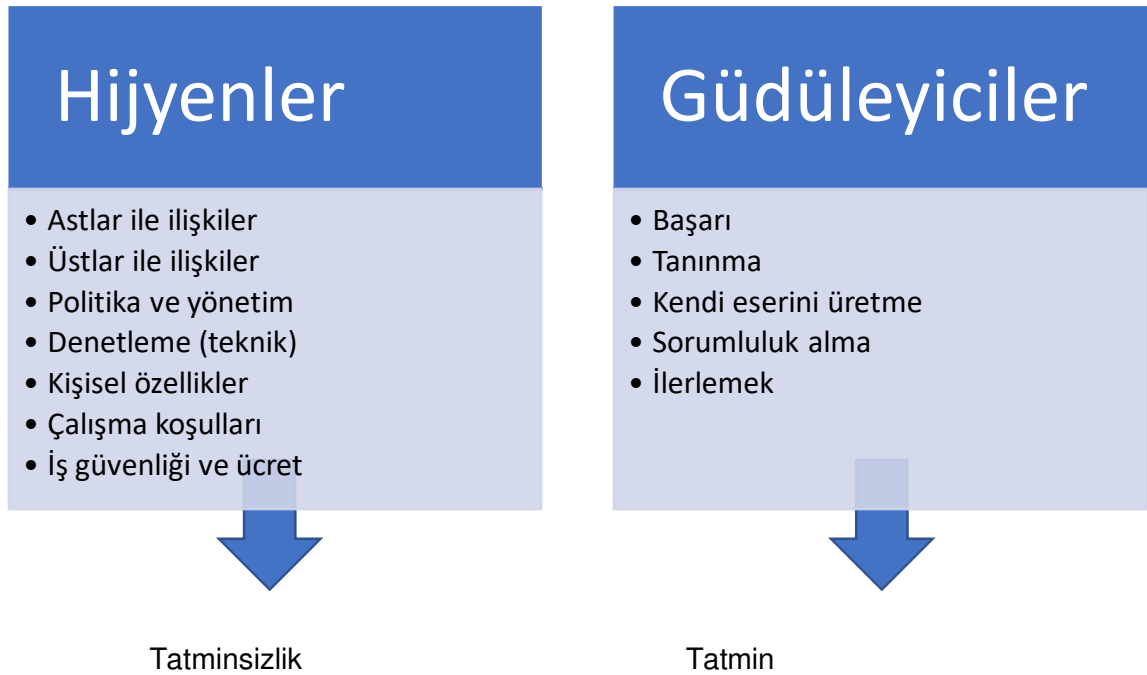 Hijyenler
• Astlar ile ilişkiler
• Üstlar ile ilişkiler
• Politika ve yönetim
• Denetleme (teknik)
• Kişisel özellikler
• Çalışma koşulları
• İş güvenliği ve ücret
Tatminsizlik
Güdüleyiciler
• Başarı
• Tanınma
• Kendi eserini üretme
• Sorumluluk alma
• İlerlemek
Tatmin